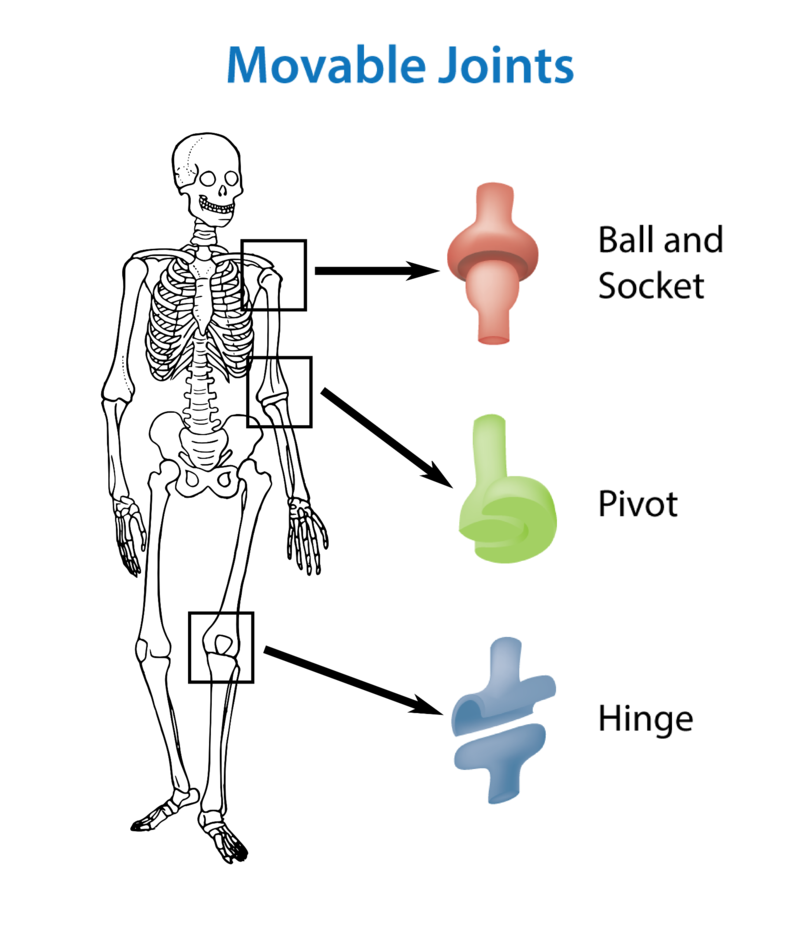 Movable Joints
Ball and
Socket
Pivot
Hinge